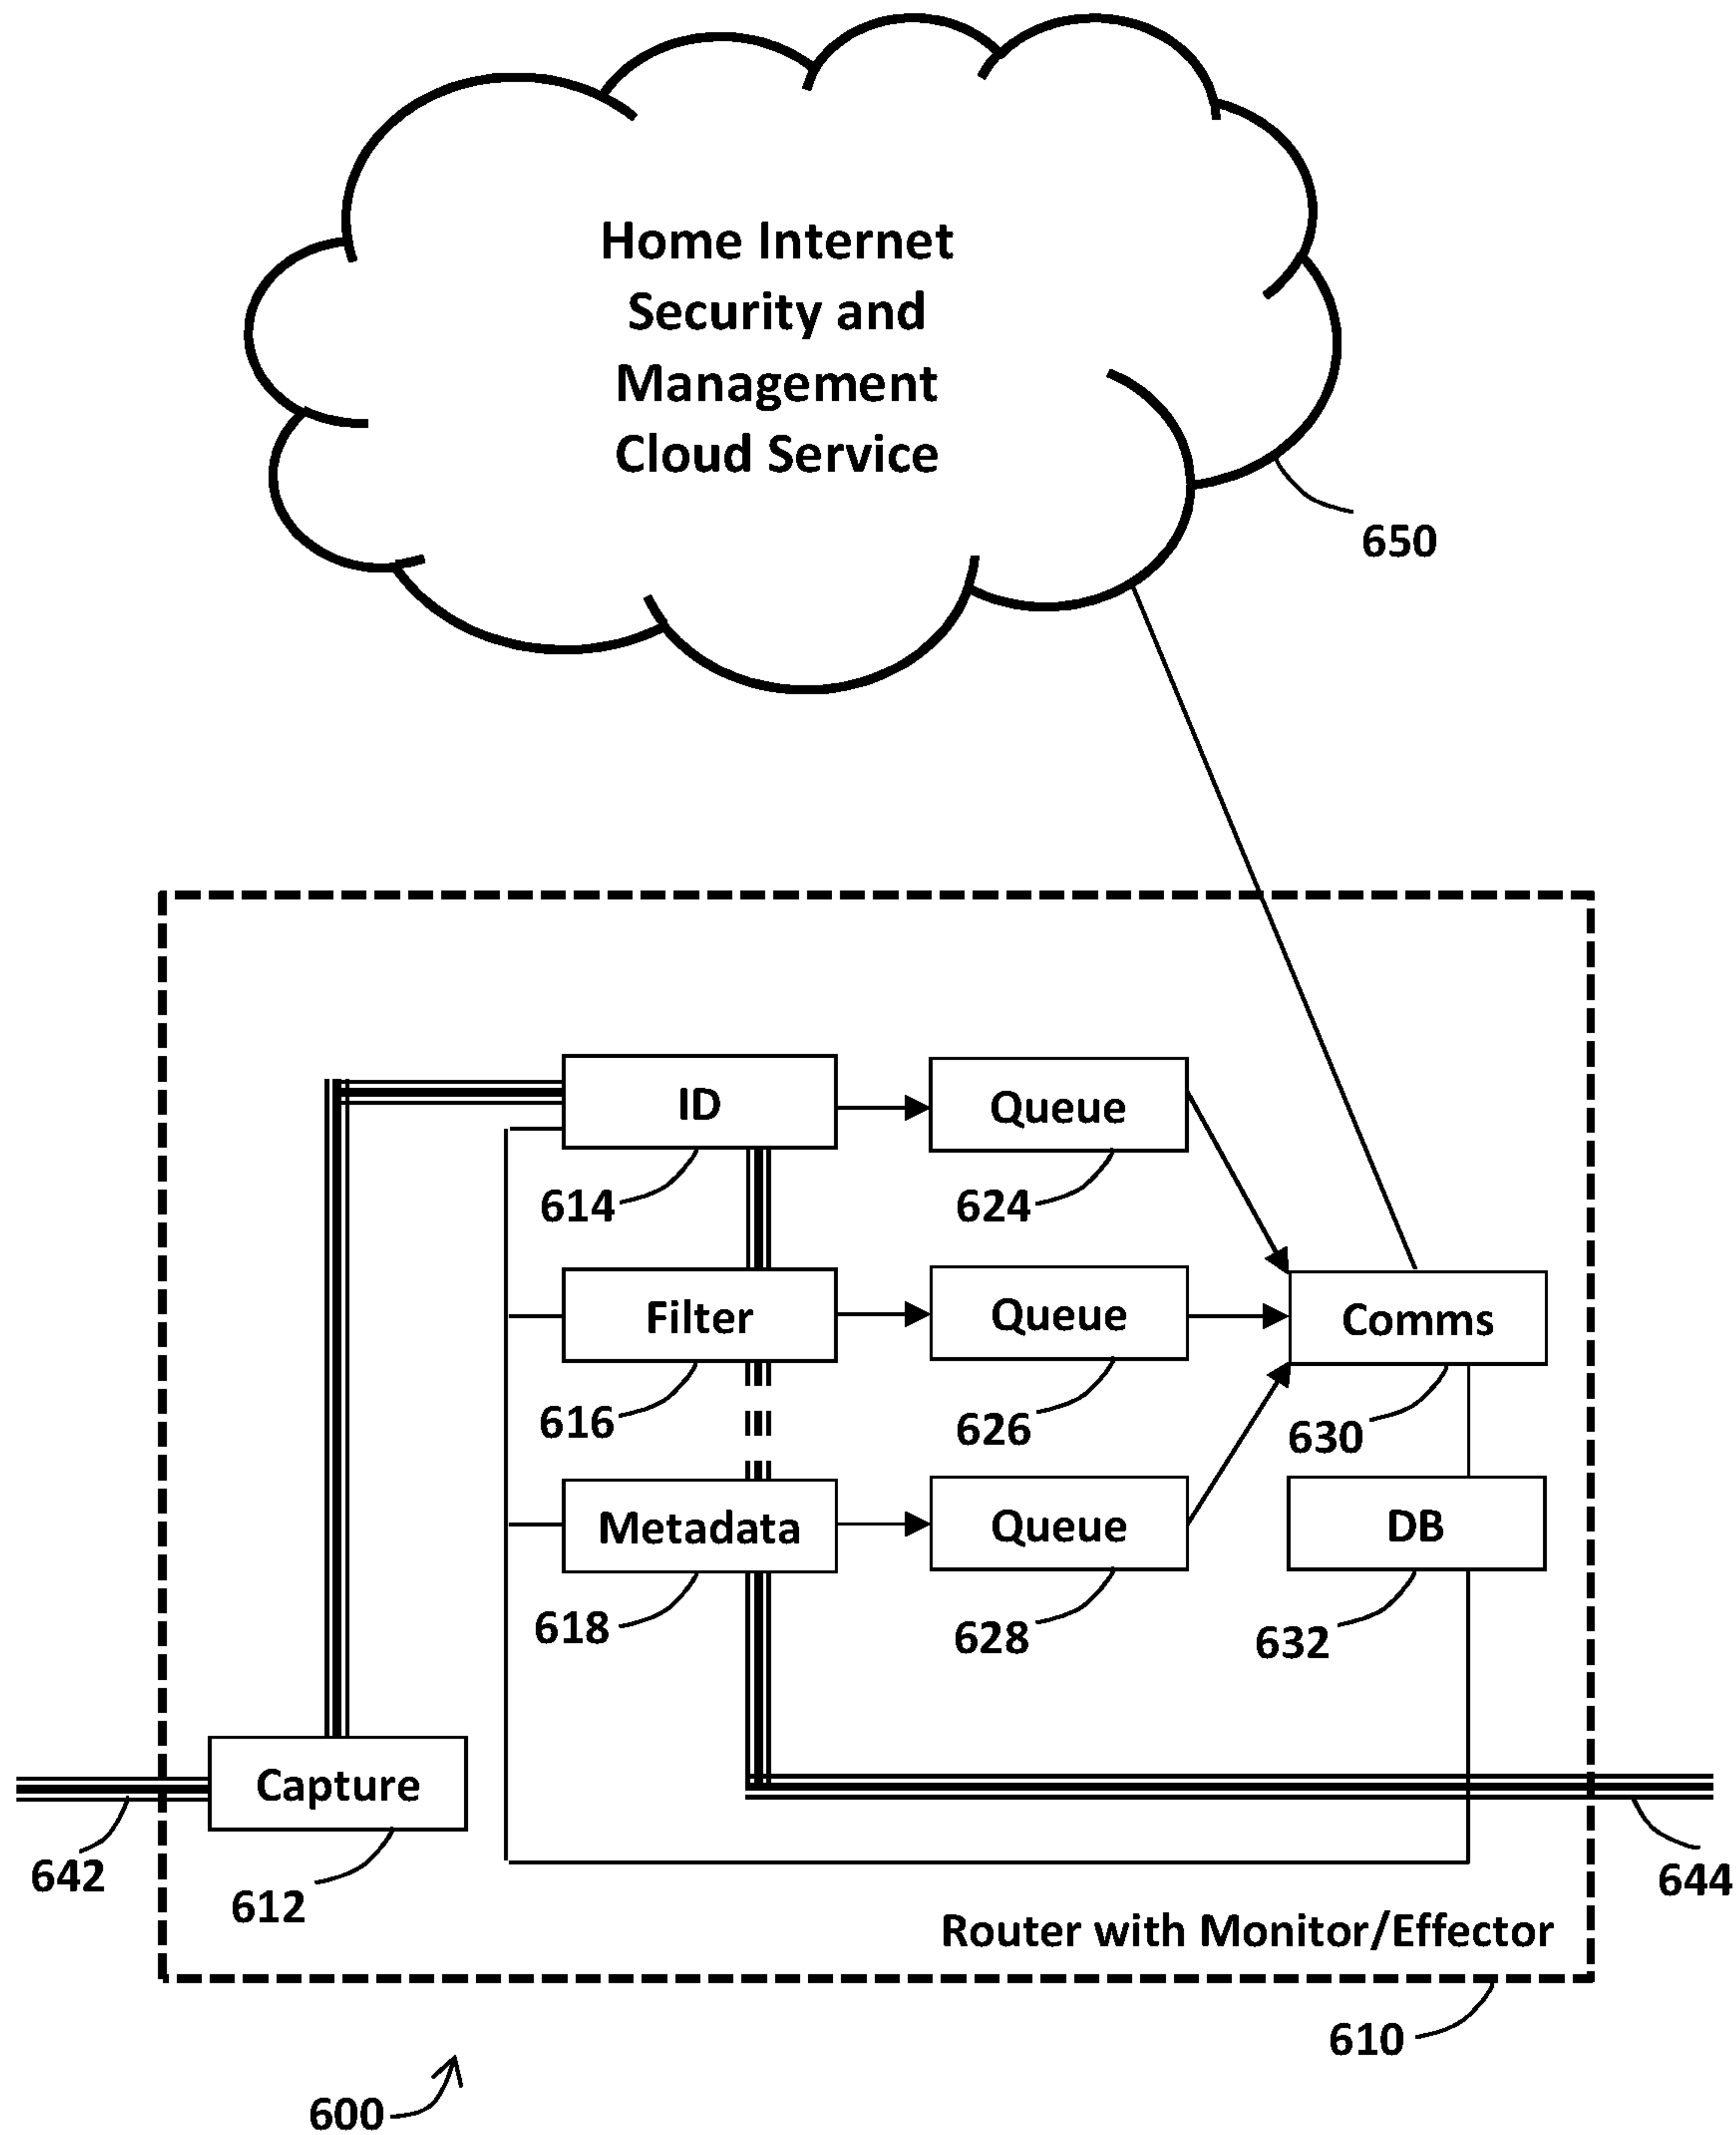 Home Internet
Security and
Management
Cloud Service
650
ID
Queue
614
624
Filter
Queue
Comms
616
626
630
Metadata
Queue
DB
618
628
632
Capture
642
612
644
Router with Monitor/Effector
610
600